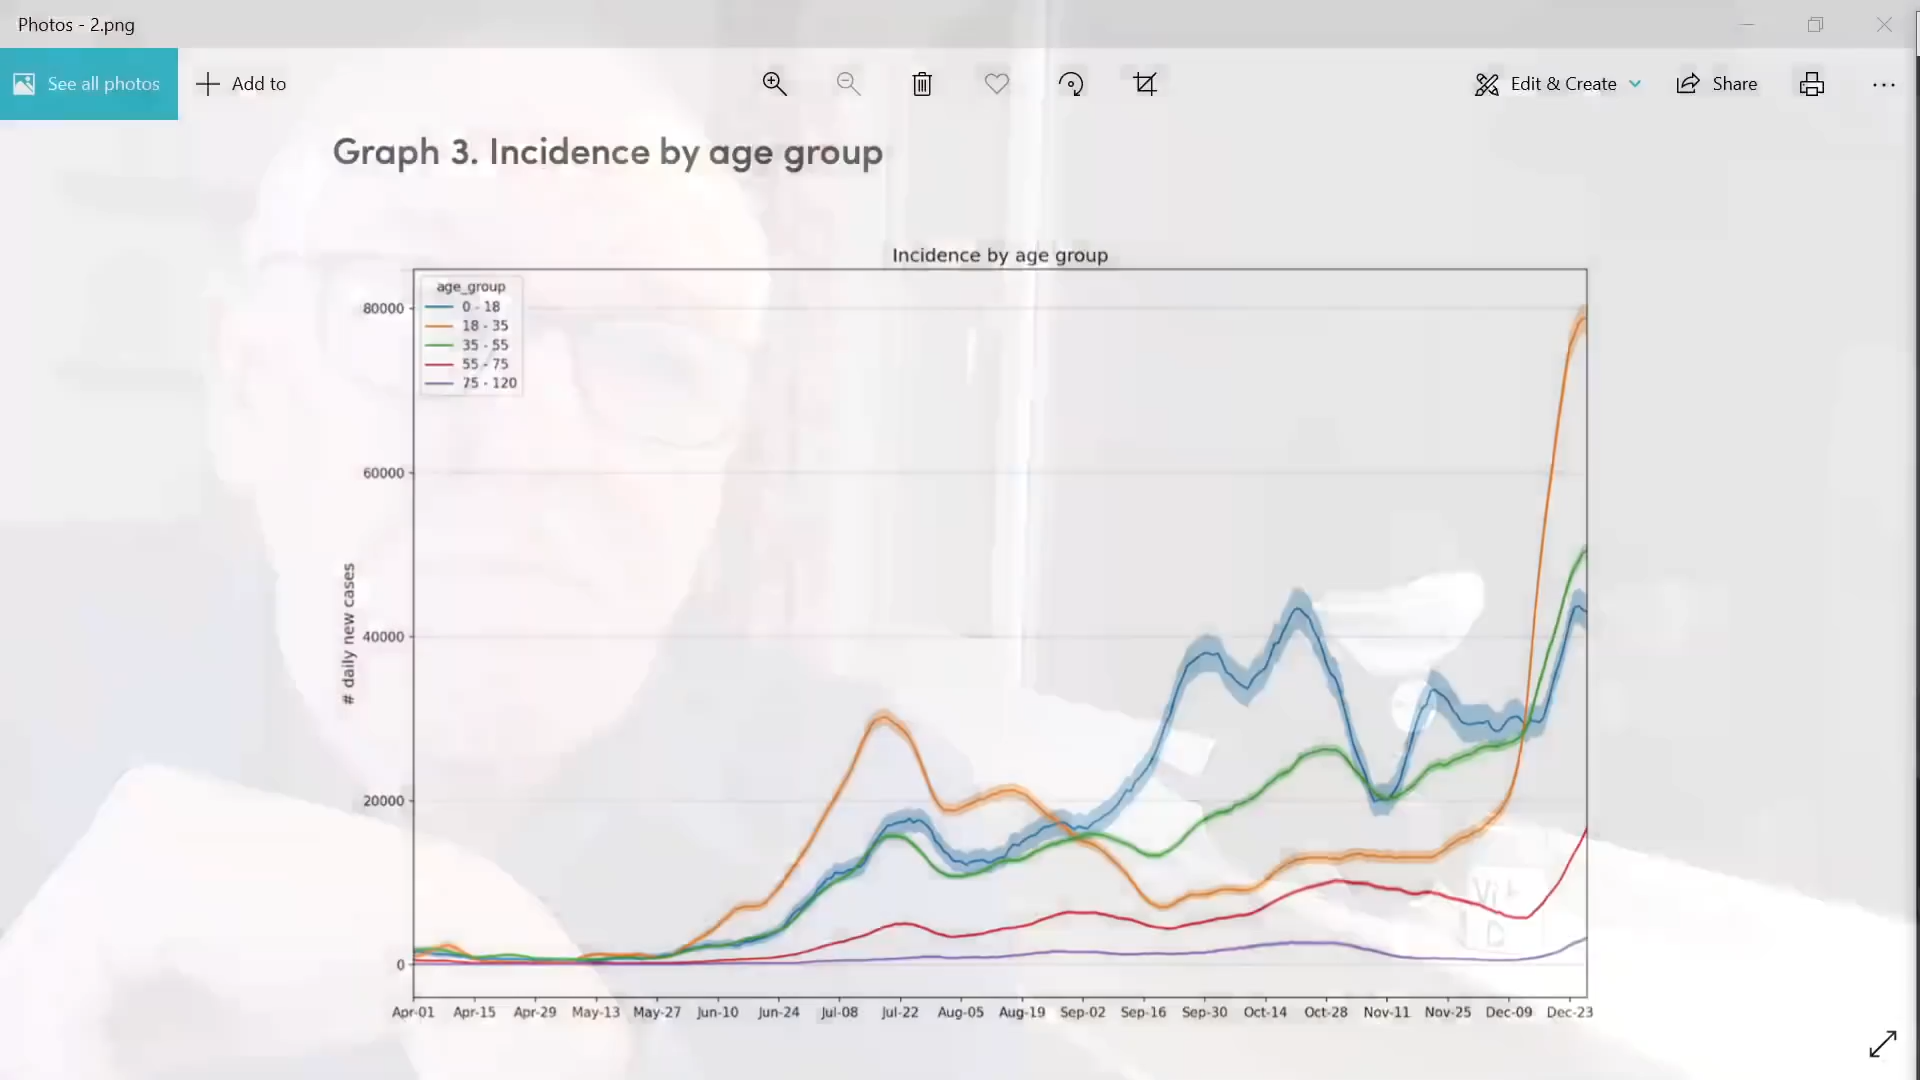 Photos - 2.png
See all photos
Add to
Edit & Create
Share
Graph 3. Incidence by age group
Incidence by age group
age_group
0 - 18
18 - 35
35 - 55
55 - 75
75 - 120
80000
60000
40000
20000
0
# daily new cases
Vit
D
Apr-01 Apr-15 Apr-29 May-13 May-27 Jun-10 Jun-24 Jul-08 Jul-22 Aug-05 Aug-19 Sep-02 Sep-16 Sep-30 Oct-14 Oct-28 Nov-11 Nov-25 Dec-09 Dec-23